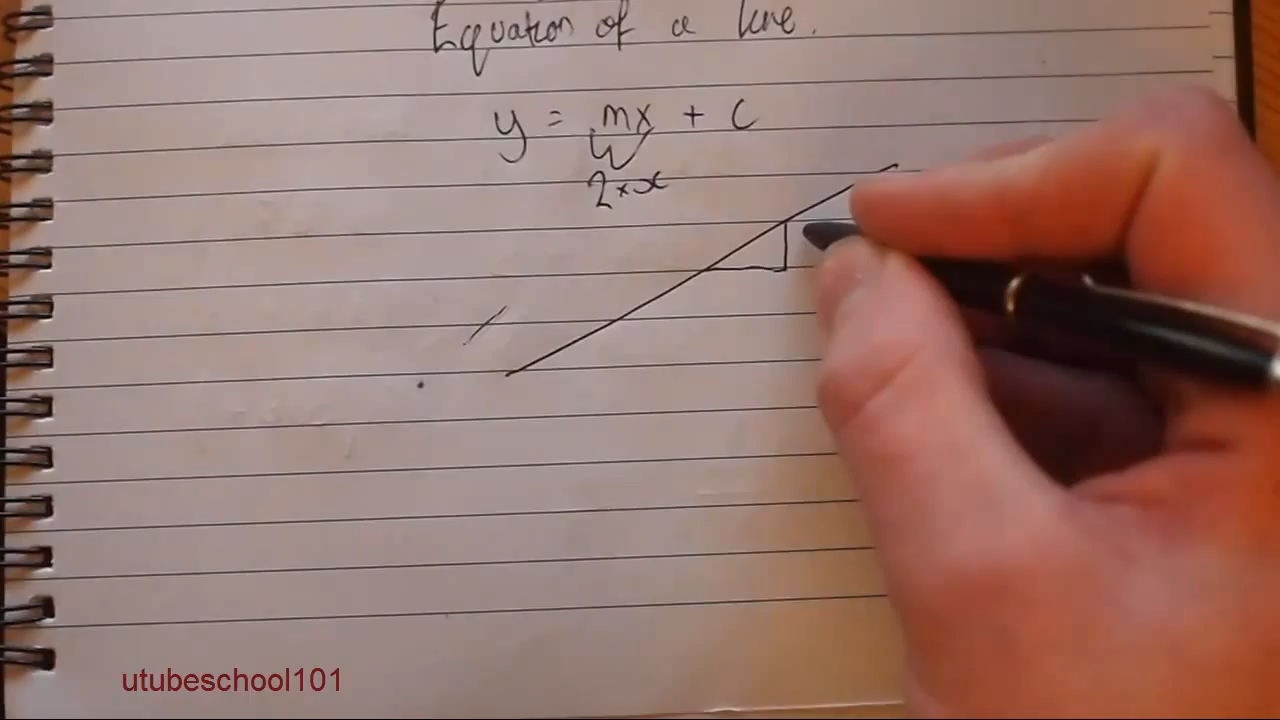 Equation of a line.
y = mx + c
2 × x
utubeschool101